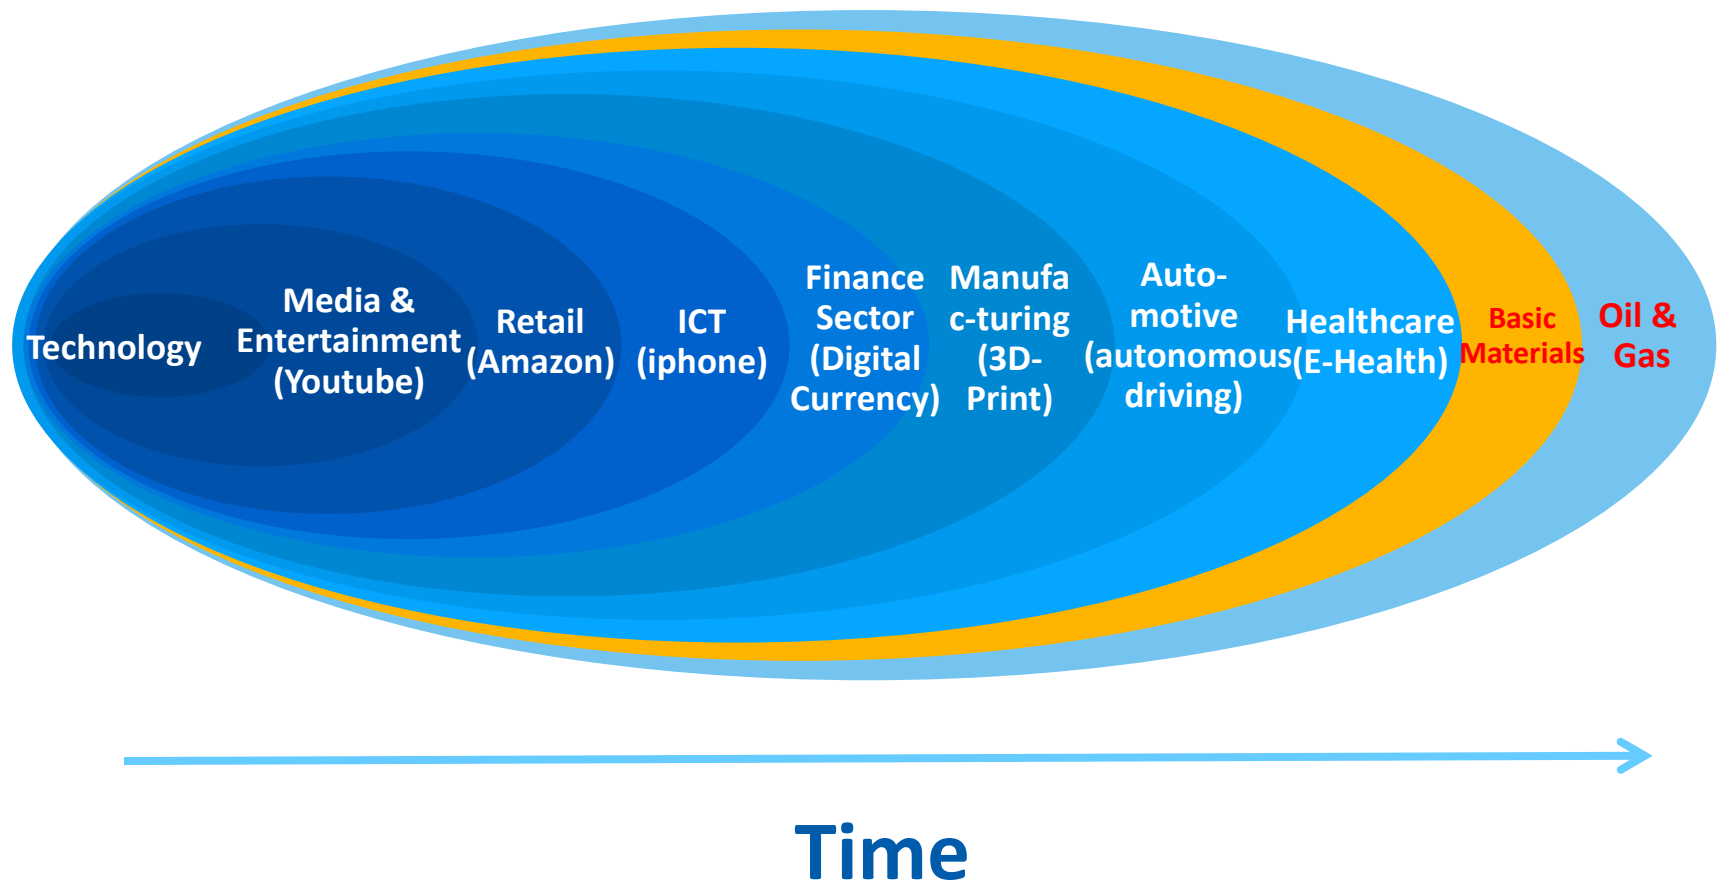 Technology
Media &
Entertainment
(Youtube)
Retail
(Amazon)
ICT
(iphone)
Finance
Sector
(Digital
Currency)
Manufa
c-turing
(3D-
Print)
Auto-
motive
(autonomous
driving)
Healthcare
(E-Health)
Basic
Materials
Oil &
Gas
Time